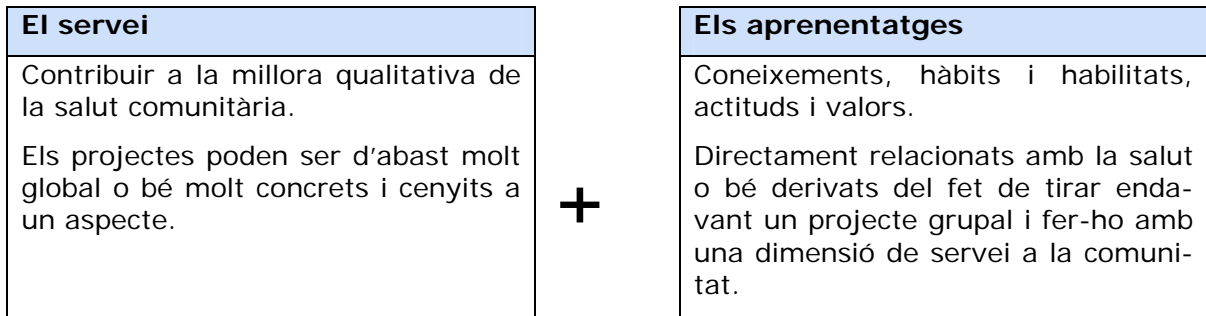 El servei
Contribuir a la millora qualitativa de
la salut comunitària.
Els projectes poden ser d'abast molt
global o bé molt concrets i cenyits a
un aspecte.
+
Els aprenentatges
Coneixements, hàbits i habilitats,
actituds i valors.
Directament relacionats amb la salut
o bé derivats del fet de tirar enda-
vant un projecte grupal i fer-ho amb
una dimensió de servei a la comuni-
tat.